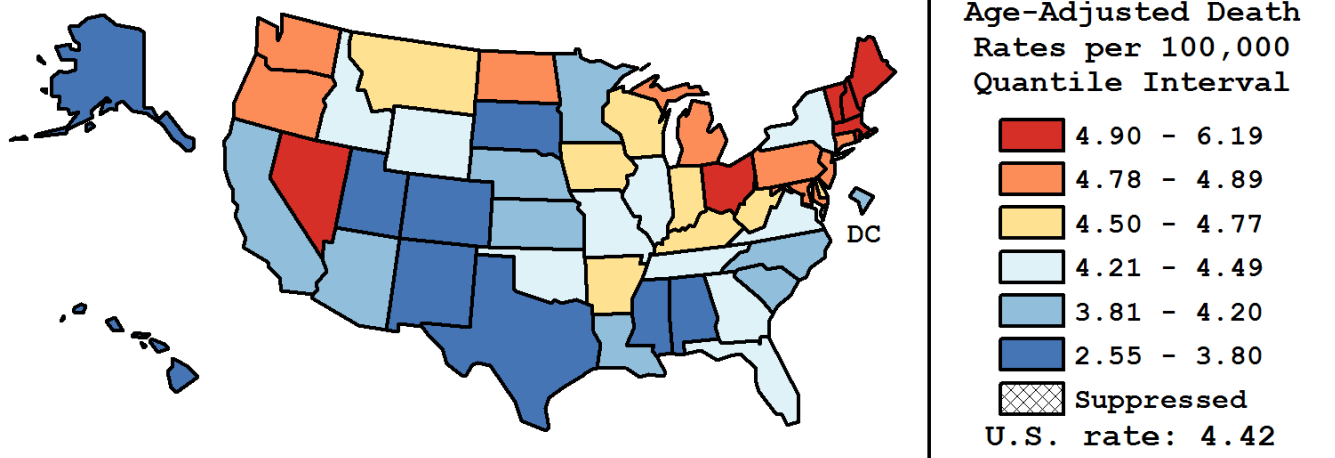 Age-Adjusted Death
Rates per 100,000
Quantile Interval
4.90 - 6.19
4.78 - 4.89
4.50 - 4.77
4.21 - 4.49
3.81 - 4.20
2.55 - 3.80
Suppressed
U.S. rate: 4.42
DC